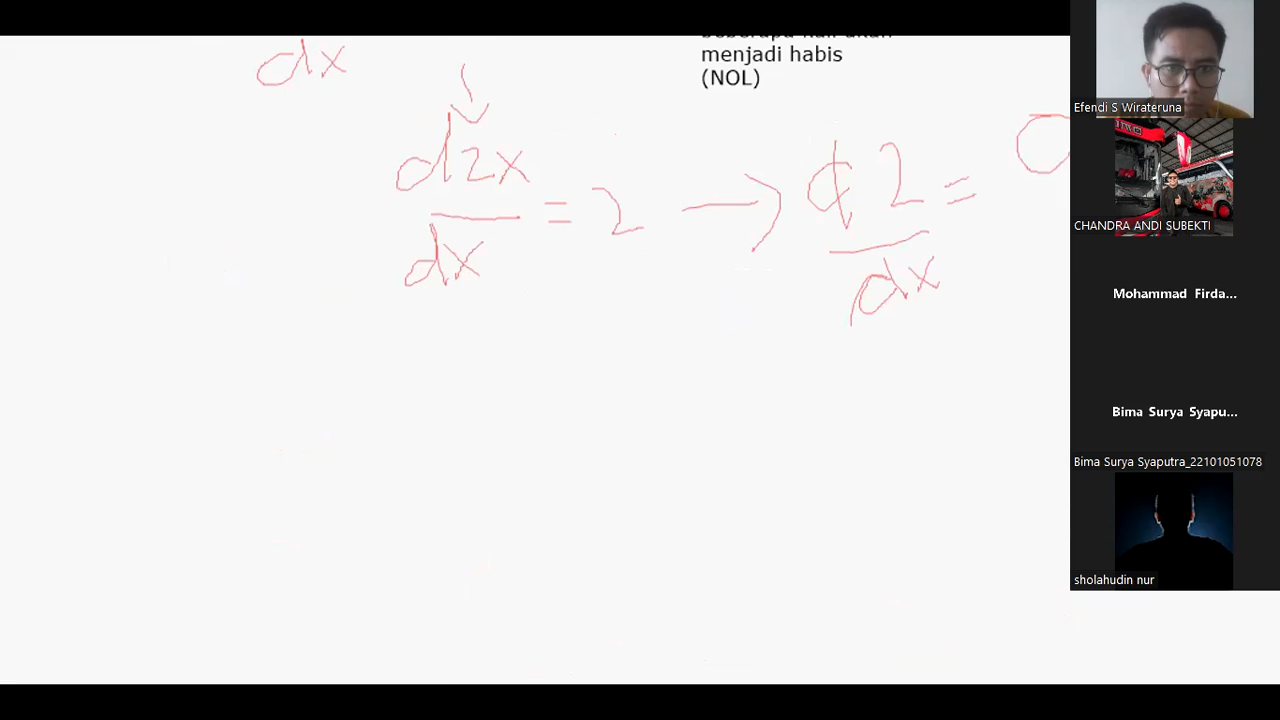 dx
menjadi habis
(NOL)
d2x
dx
= 2 →
d 2
dx
= 0
Efendi S Wirateruna
CHANDRA ANDI SUBEKTI
Mohammad Firda...
Bima Surya Syapu...
Bima Surya Syaputra_22101051078
sholahudin nur